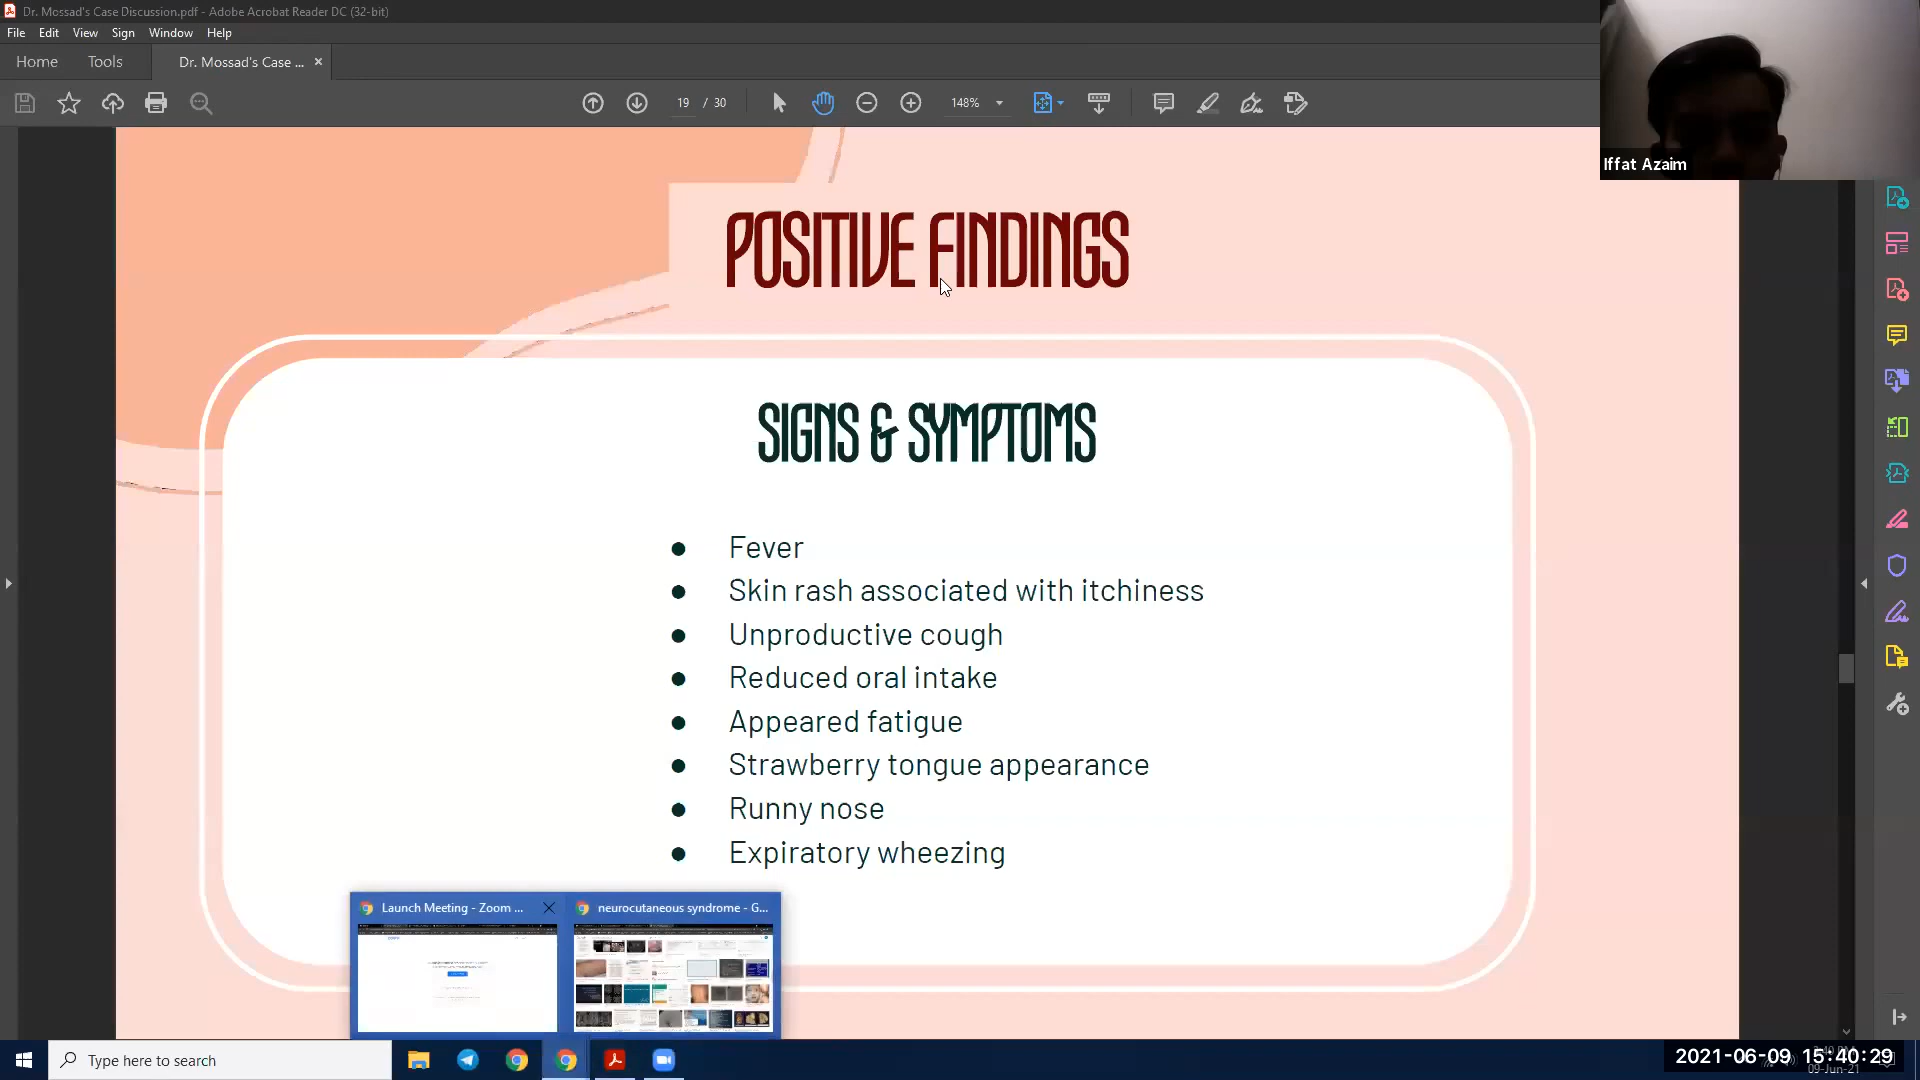 Dr. Mossad's Case Discussion.pdf - Adobe Acrobat Reader DC (32-bit)
File Edit View Sign Window Help
Home Tools Dr. Mossad's Case ...
19 / 30 148%
Iffat Azaim
POSITIVE FINDINGS
SIGNS & SYMPTOMS
● Fever
● Skin rash associated with itchiness
● Unproductive cough
● Reduced oral intake
● Appeared fatigue
● Strawberry tongue appearance
● Runny nose
● Expiratory wheezing
Launch Meeting - Zoom ... neurocutaneous syndrome - G...
Type here to search
2021-06-09 15:40:29
09-Jun-21